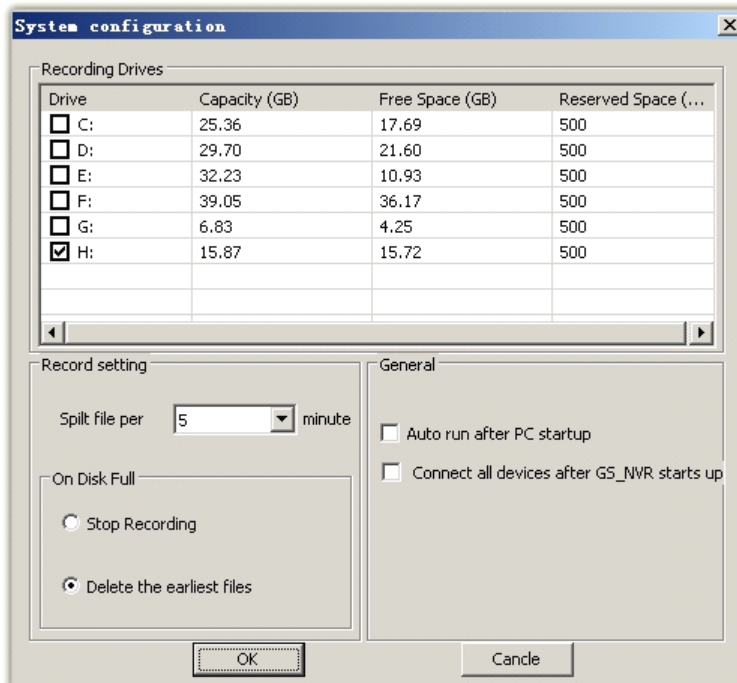 System configuration
Recording Drives
Drive Capacity (GB) Free Space (GB) Reserved Space (...
C: 25.36 17.69 500
D: 29.70 21.60 500
E: 32.23 10.93 500
F: 39.05 36.17 500
G: 6.83 4.25 500
H: 15.87 15.72 500
Record setting
Spilt file per 5 minute
On Disk Full
Stop Recording
Delete the earliest files
General
Auto run after PC startup
Connect all devices after GS_NVR starts up
OK
Cancle